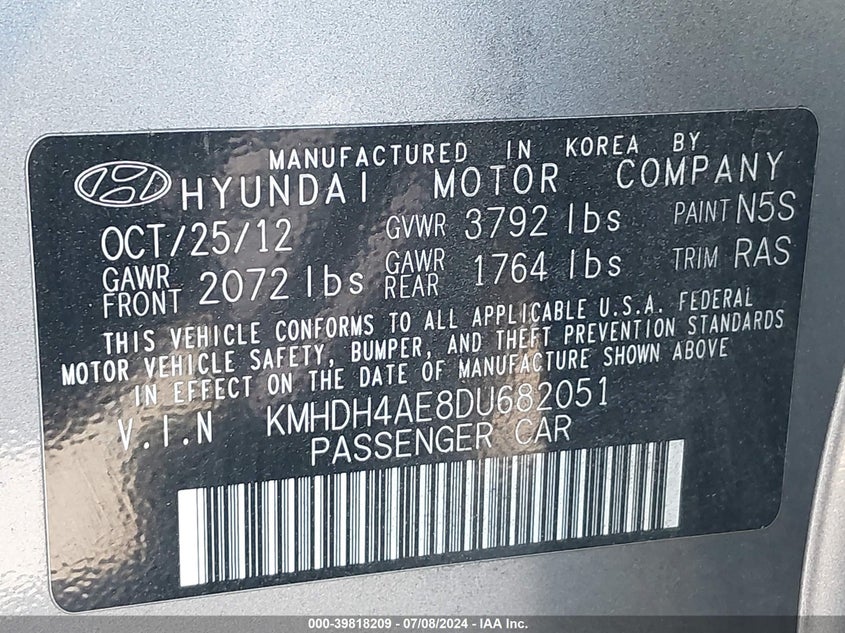 MANUFACTURED IN KOREA BY
HYUNDAI MOTOR COMPANY
OCT/25/12 GVWR 3792 lbs PAINT N5S
GAWR FRONT 2072 lbs GAWR REAR 1764 lbs TRIM RAS
THIS VEHICLE CONFORMS TO ALL APPLICABLE U.S.A. FEDERAL
MOTOR VEHICLE SAFETY, BUMPER, AND THEFT PREVENTION STANDARDS
IN EFFECT ON THE DATE OF MANUFACTURE SHOWN ABOVE
V.I.N KMHDH4AE8DU682051
PASSENGER CAR
000-39818209 - 07/08/2024 - IAA Inc.